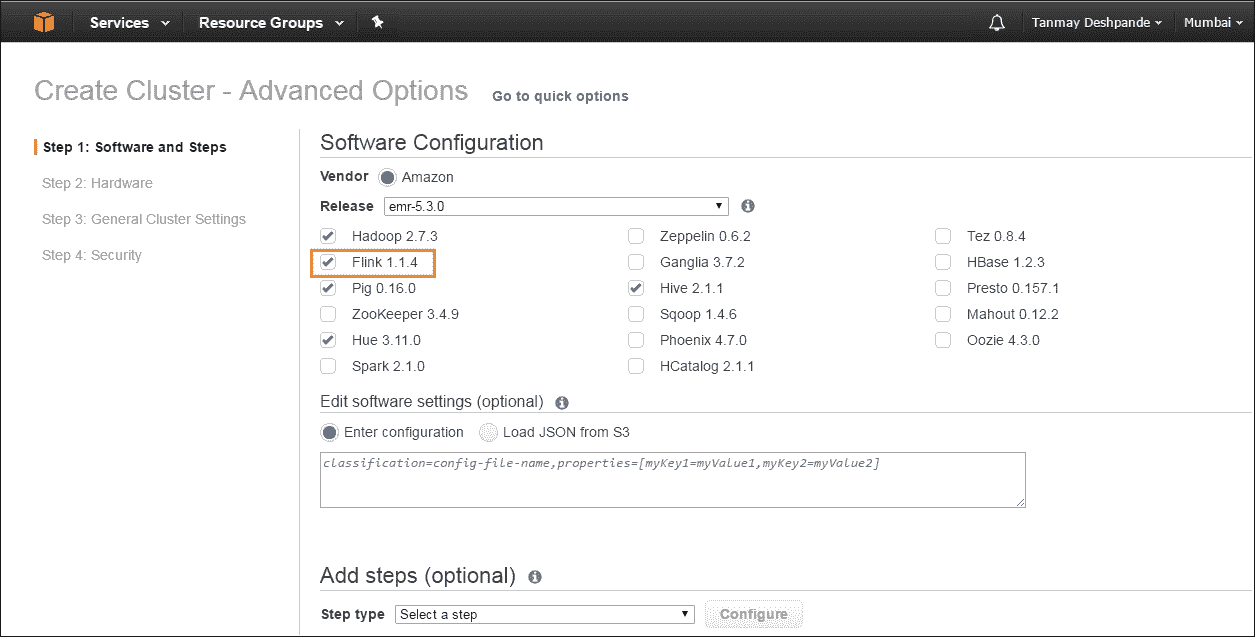 Services Resource Groups Tanmay Deshpande Mumbai
Create Cluster - Advanced Options Go to quick options
Step 1: Software and Steps
Step 2: Hardware
Step 3: General Cluster Settings
Step 4: Security
Software Configuration
Vendor Amazon
Release emr-5.3.0
Hadoop 2.7.3 Zeppelin 0.6.2 Tez 0.8.4
Flink 1.1.4 Ganglia 3.7.2 HBase 1.2.3
Pig 0.16.0 Hive 2.1.1 Presto 0.157.1
ZooKeeper 3.4.9 Sqoop 1.4.6 Mahout 0.12.2
Hue 3.11.0 Phoenix 4.7.0 Oozie 4.3.0
Spark 2.1.0 HCatalog 2.1.1
Edit software settings (optional)
Enter configuration Load JSON from S3
classification=config-file-name,properties=[myKey1=myValue1,myKey2=myValue2]
Add steps (optional)
Step type Select a step Configure